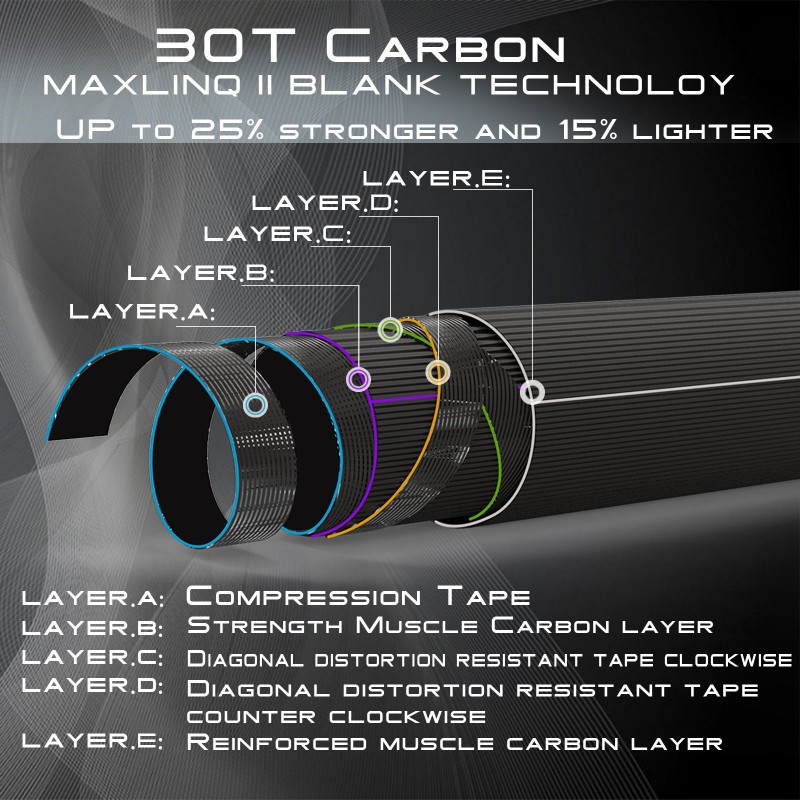 30T Carbon
MAXLINQ II BLANK TECHNOLOY
UP TO 25% STRONGER AND 15% LIGHTER
LAYER.E:
LAYER.D:
LAYER.C:
LAYER.B:
LAYER.A:
LAYER.A: Compression Tape
LAYER.B: Strength Muscle Carbon layer
LAYER.C: Diagonal distortion resistant tape clockwise
LAYER.D: Diagonal distortion resistant tape
counter clockwise
LAYER.E: Reinforced muscle carbon layer